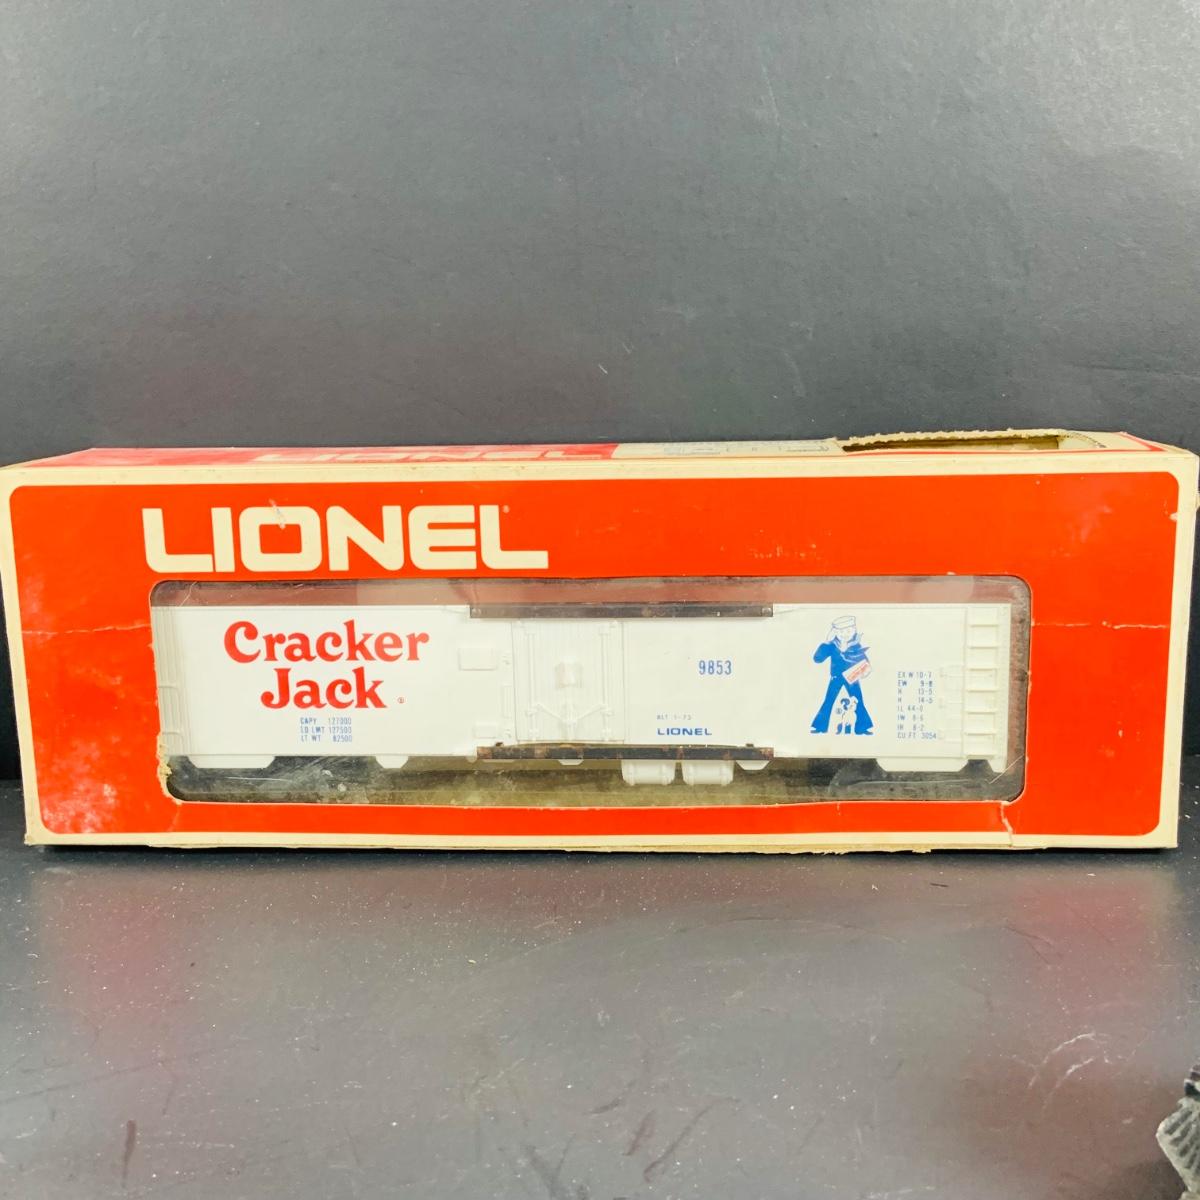 LIONEL
LIONEL
Cracker
Jack
CAPY 127000
LD LMT 127500
LT WT 82500
9853
BLT 1-73
LIONEL
EX W 10-7
EW 9-8
H 13-5
H 14-5
IL 44-0
IW 8-6
IH 8-2
CU FT 3054